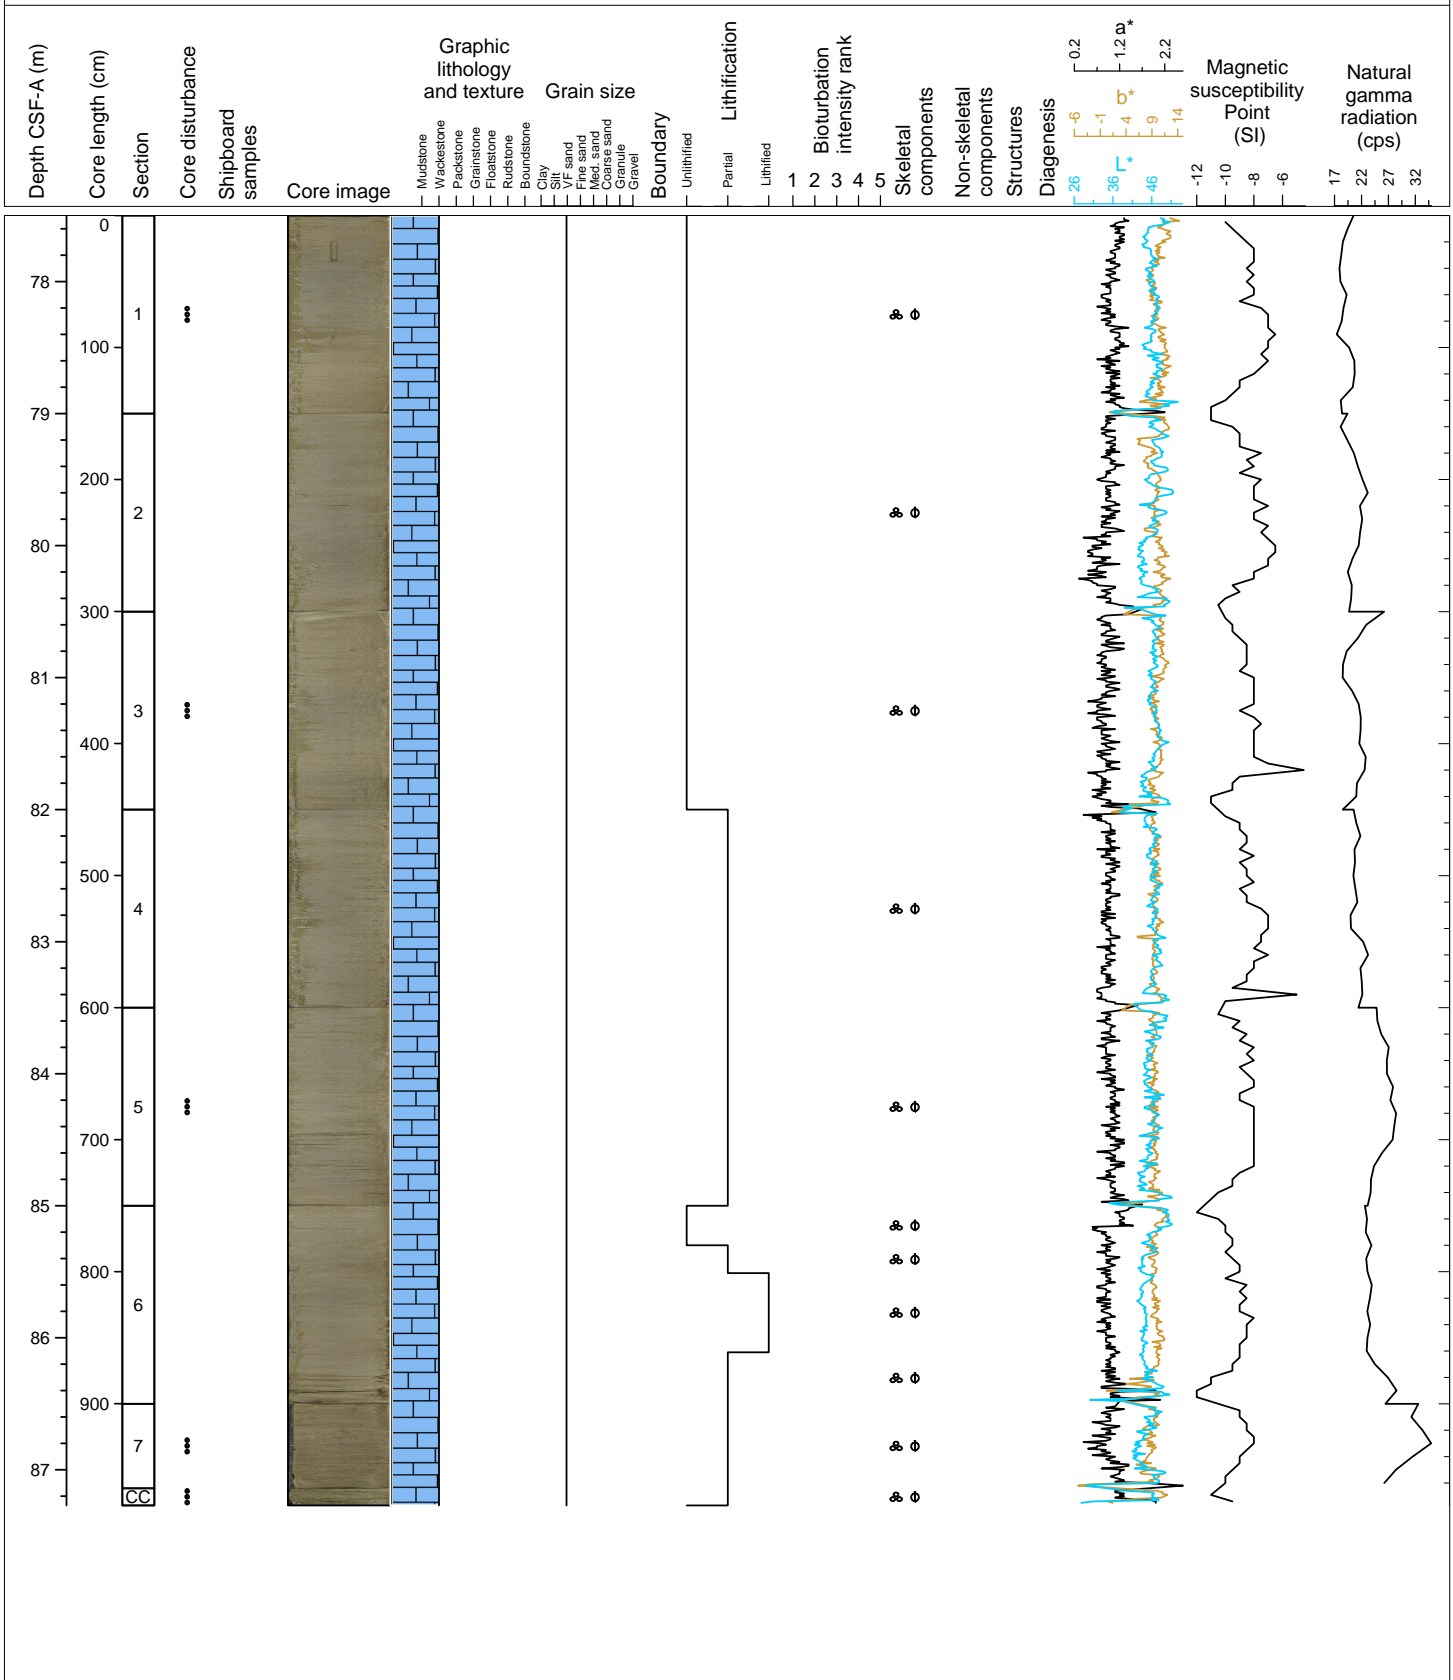 Depth CSF-A (m)
Core length (cm)
Section
Core disturbance
Shipboard
samples
Core image
Graphic
lithology
and texture
Mudstone
Wackestone
Packstone
Grainstone
Floatstone
Rudstone
Boundstone
Grain size
Clay
Silt
VF sand
Fine sand
Med. sand
Coarse sand
Granule
Gravel
Boundary
Lithification
Unlithified
Partial
Lithified
Bioturbation
intensity rank
1 2 3 4 5
Skeletal
components
Non-skeletal
components
Structures
Diagenesis
a*
0.2 1.2 2.2
b*
-6 -1 4 9 14
L*
26 36 46
Magnetic
susceptibility
Point
(SI)
-12 -10 -8 -6
Natural
gamma
radiation
(cps)
17 22 27 32
0
78
1
100
79
200
2
80
300
81
3
400
82
500
4
83
600
84
5
700
85
800
6
86
900
7
87
CC